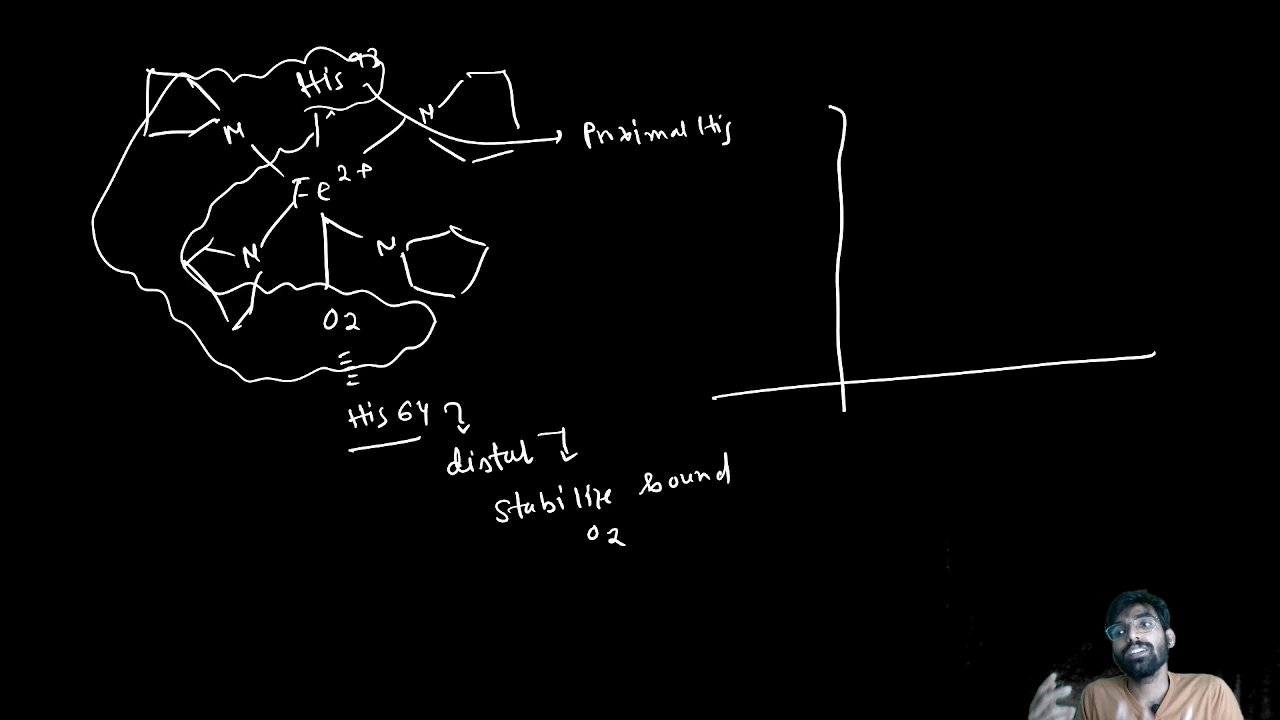 His 93
N
N
Proximal His
Fe 2+
N
N
O2
His 64
distal
Stabilize bound
O2